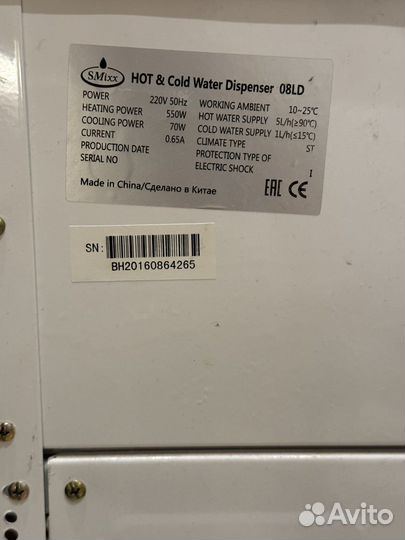 SMixx
HOT & Cold Water Dispenser 08LD
POWER 220V 50Hz
HEATING POWER 550W
COOLING POWER 70W
CURRENT 0.65A
PRODUCTION DATE
SERIAL NO
WORKING AMBIENT 10~25℃
HOT WATER SUPPLY 5L/h(≥90℃)
COLD WATER SUPPLY 1L/h(≤15℃)
CLIMATE TYPE ST
PROTECTION TYPE OF
ELECTRIC SHOCK I
Made in China/Сделано в Китае
EAC CE
SN:
BH20160864265
Avito